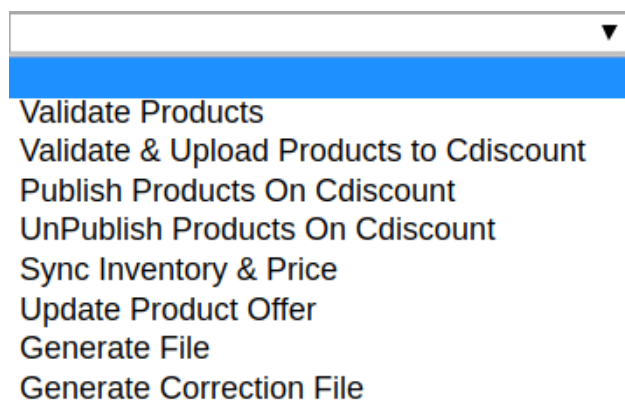 Validate Products
Validate & Upload Products to Cdiscount
Publish Products On Cdiscount
UnPublish Products On Cdiscount
Sync Inventory & Price
Update Product Offer
Generate File
Generate Correction File